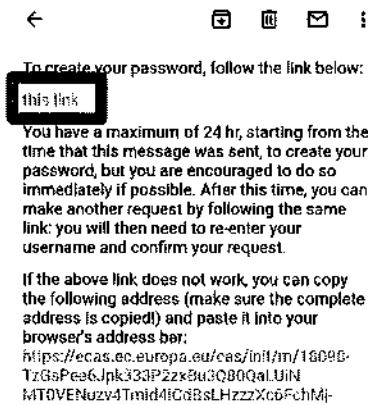 To create your password, follow the link below:
this link
You have a maximum of 24 hr, starting from the
time that this message was sent, to create your
password, but you are encouraged to do so
immediately if possible. After this time, you can
make another request by following the same
link: you will then need to re-enter your
username and confirm your request.
If the above link does not work, you can copy
the following address (make sure the complete
address is copied!) and paste it into your
browser's address bar:
https://ecas.ec.europa.eu/cas/init/m/